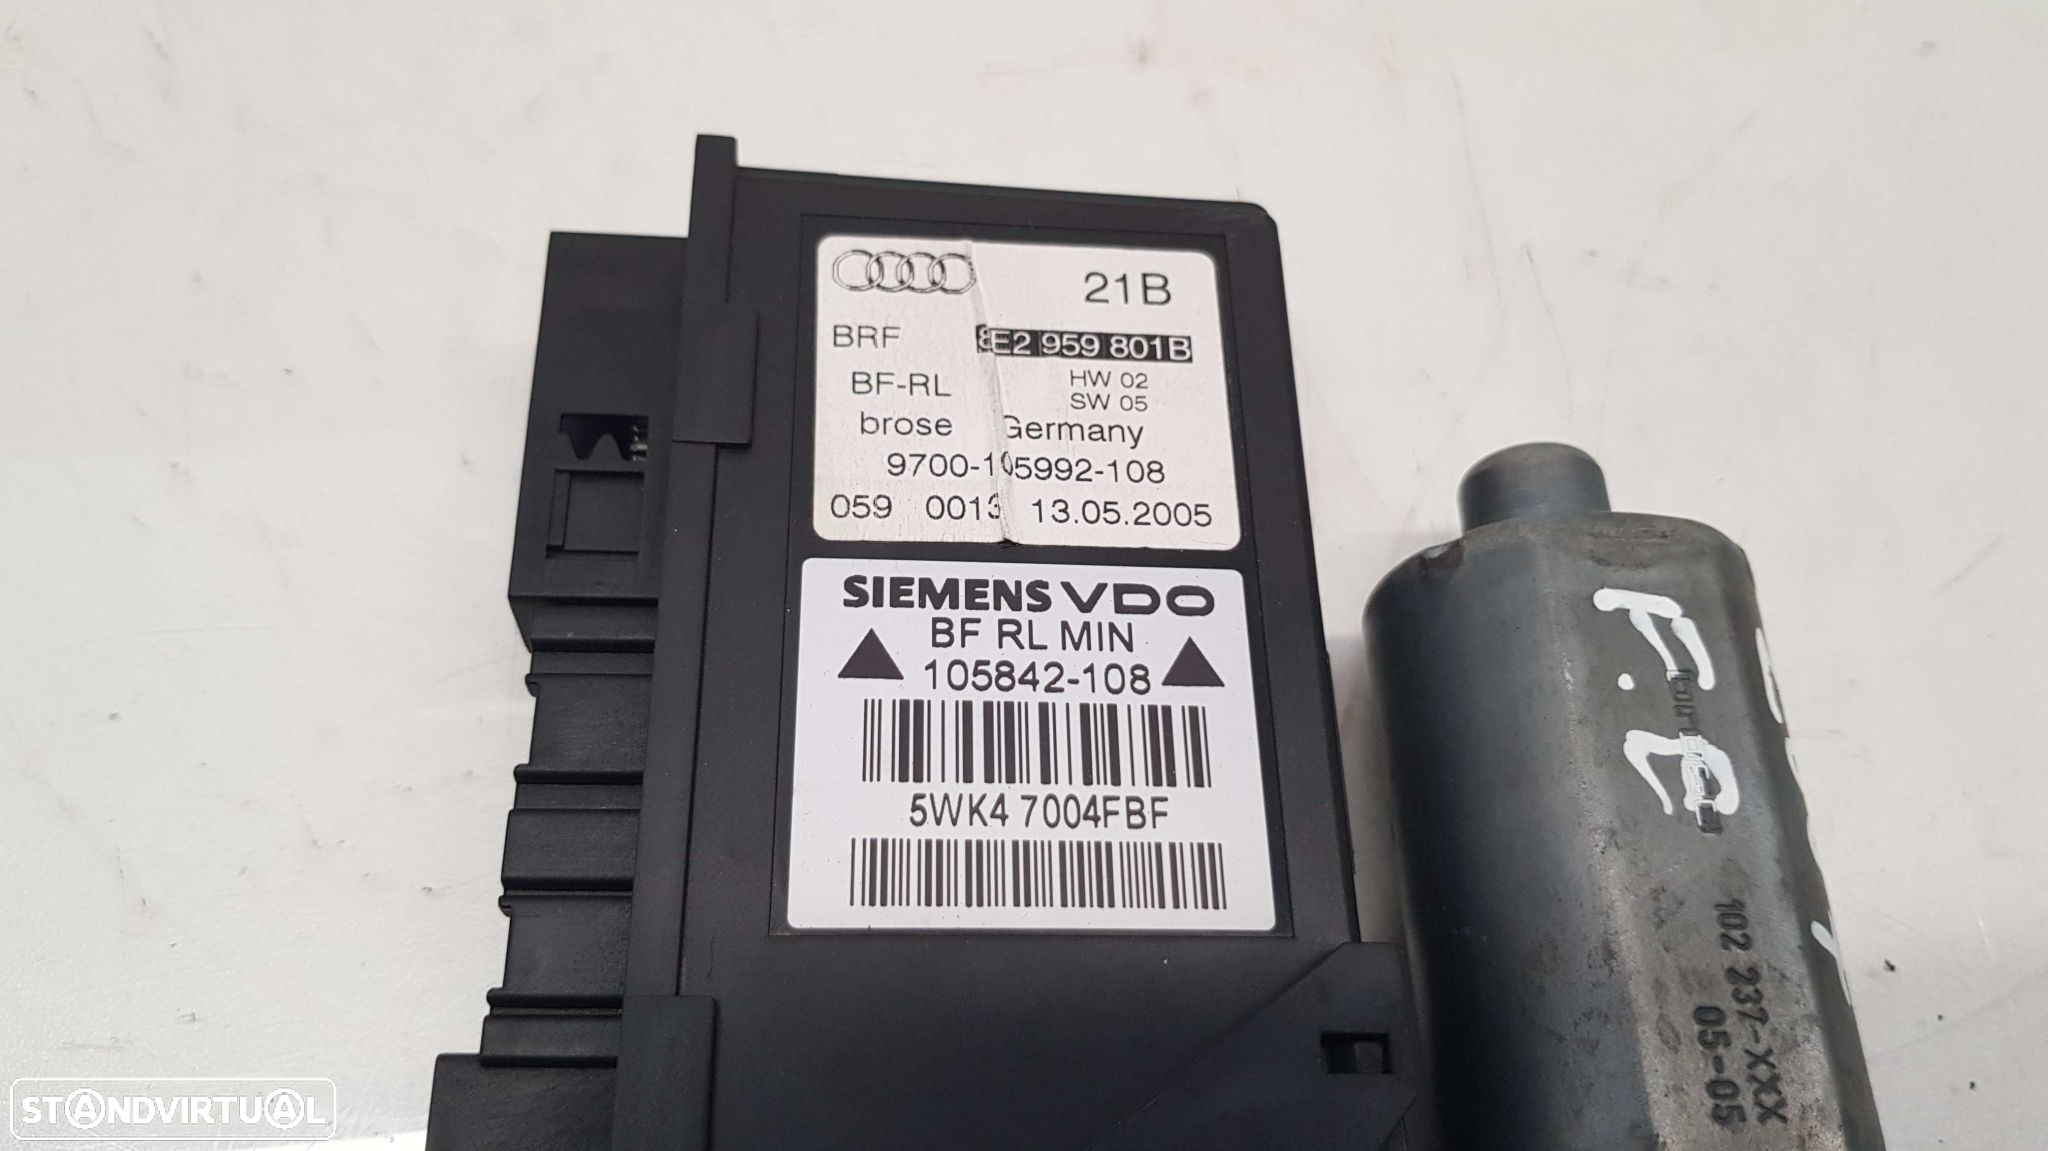 21B
BRF 8E2 959 801B
BF-RL HW 02
SW 05
brose Germany
9700-105992-108
059 0013 13.05.2005
SIEMENS VDO
BF RL MIN
105842-108
5WK4 7004FBF
F.C
102 237-XXX
05-05
STANDVIRTUAL